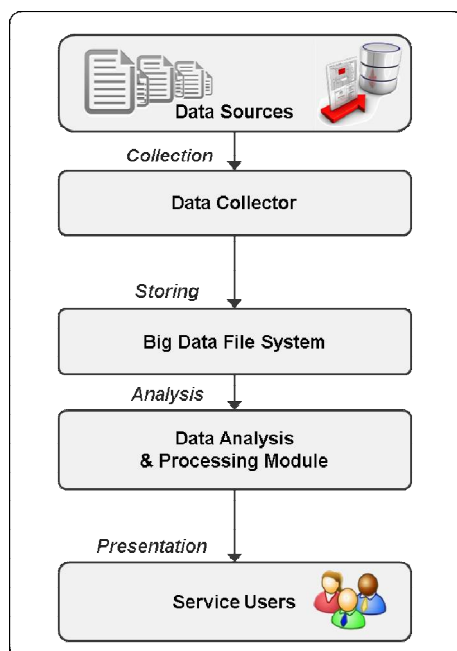 Data Sources
Collection
Data Collector
Storing
Big Data File System
Analysis
Data Analysis
& Processing Module
Presentation
Service Users